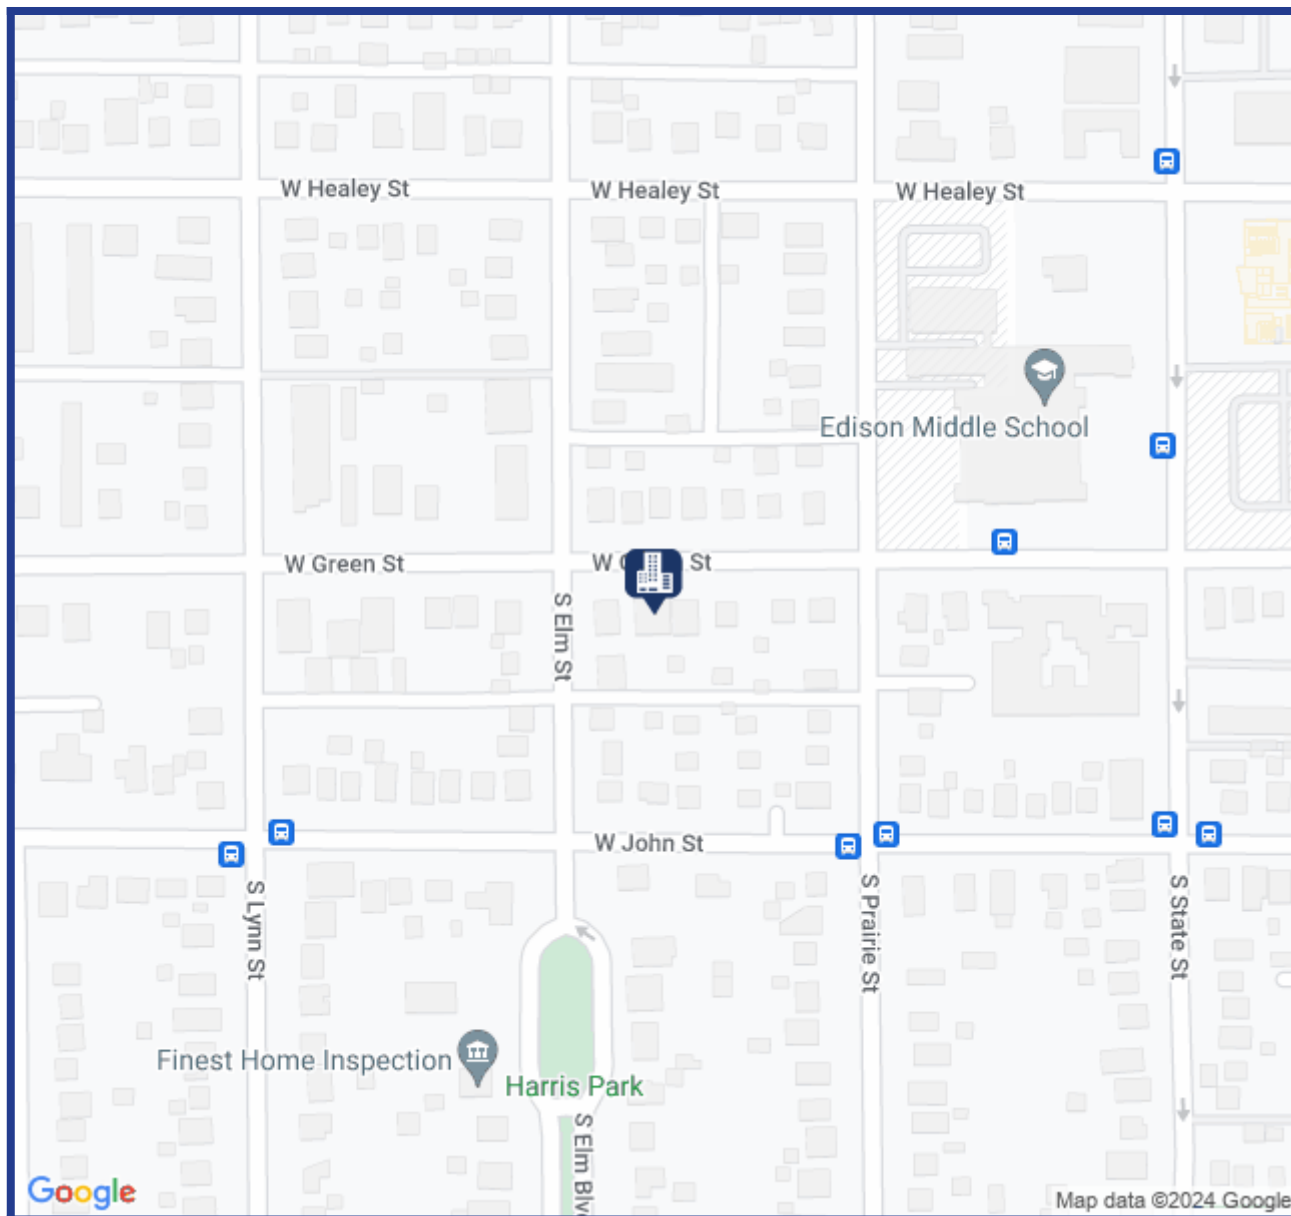 W Healey St
W Healey St
W Healey St
Edison Middle School
W Green St
W St
S Elm St
W John St
S Lynn St
S Prairie St
S State St
Finest Home Inspection
Harris Park
S Elm
Google
Map data ©2024 Google